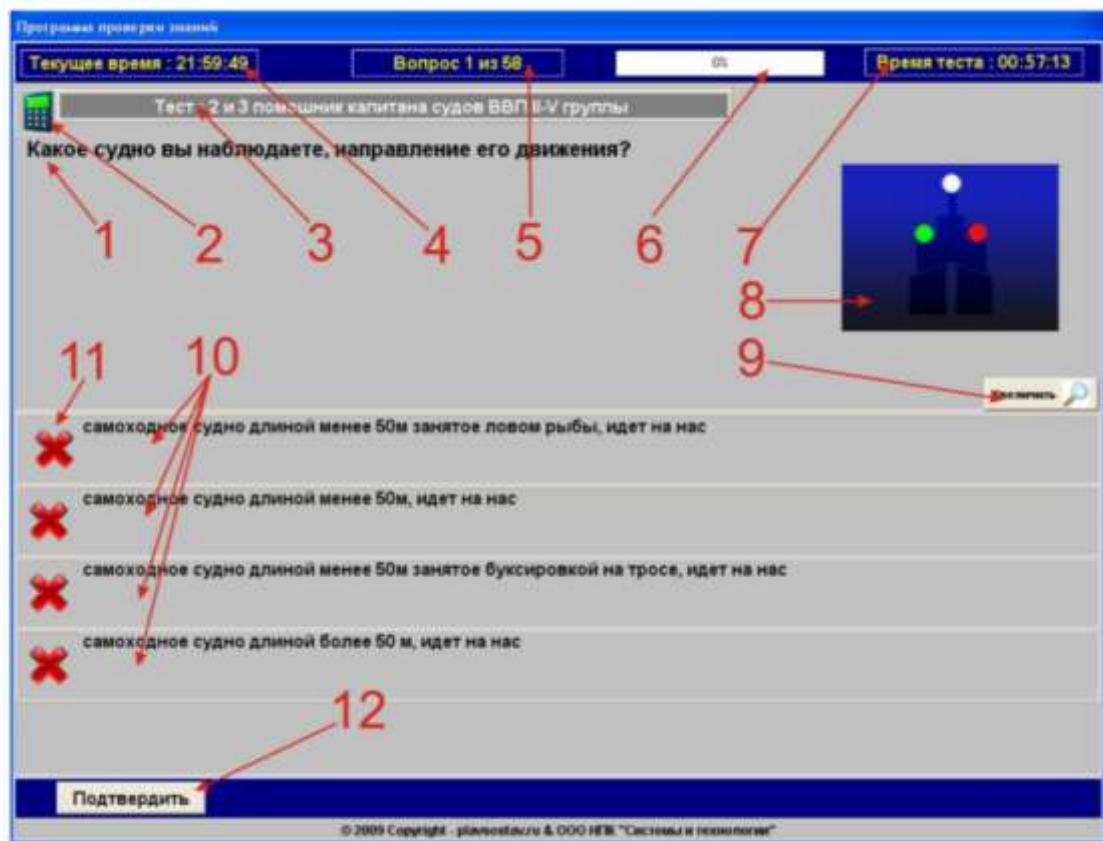 Программа проверки знаний
Текущее время : 21:59:49
Вопрос 1 из 58
0%
Время теста : 00:57:13
Тест : 2 и 3 помошник капитана судов ВВП II-V группы
Какое судно вы наблюдаете, направление его движения?
1 2 3 4 5 6 7
8
9
Увеличить
11 10
самоходное судно длиной менее 50м занятое ловом рыбы, идет на нас
самоходное судно длиной менее 50м, идет на нас
самоходное судно длиной менее 50м занятое буксировкой на тросе, идет на нас
самоходное судно длиной более 50 м, идет на нас
12
Подтвердить
© 2009 Copyright - plavsostav.ru & ООО НПК "Системы и технологии"